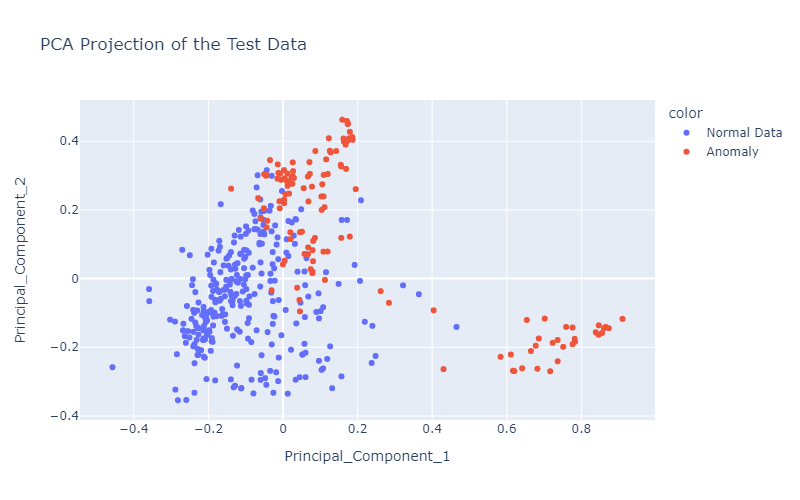 PCA Projection of the Test Data
color
Normal Data
Anomaly
Principal_Component_2
0.4
0.2
0
−0.2
−0.4
−0.4
−0.2
0
0.2
0.4
0.6
0.8
Principal_Component_1